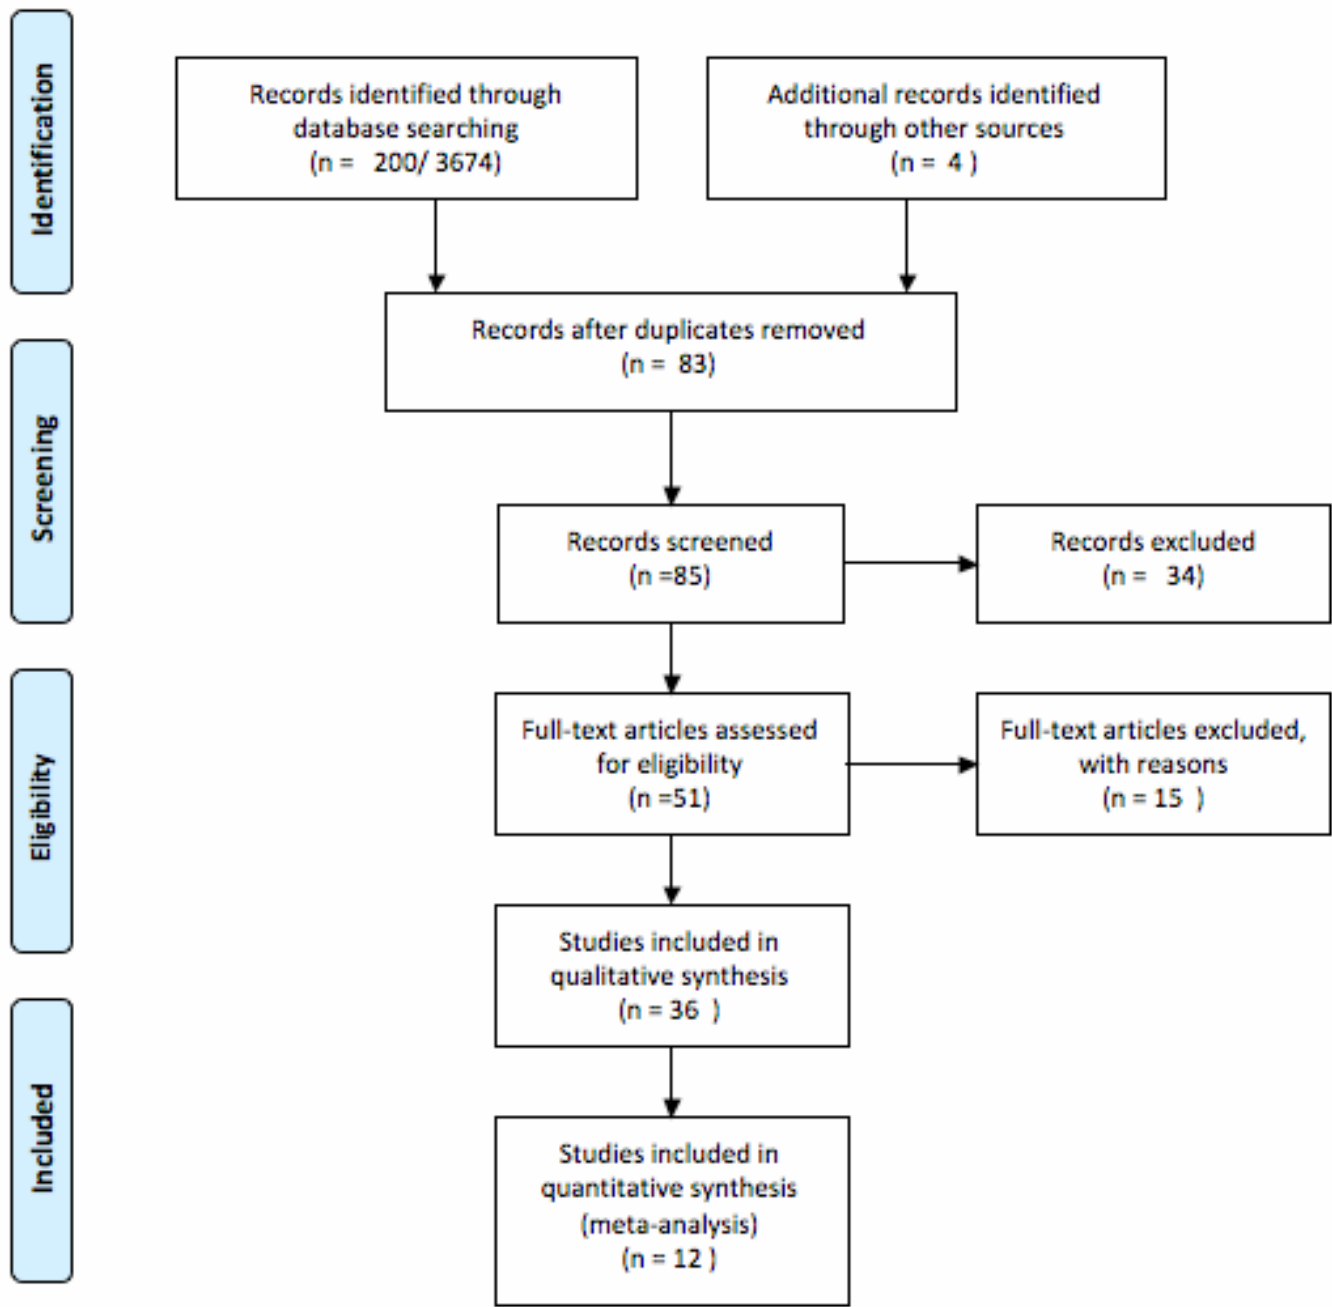 Identification
Records identified through
database searching
(n =   200/ 3674)
Additional records identified
through other sources
(n =  4 )
Records after duplicates removed
(n =  83)
Screening
Records screened
(n =85)
Records excluded
(n =   34)
Eligibility
Full-text articles assessed
for eligibility
(n =51)
Full-text articles excluded,
with reasons
(n = 15  )
Studies included in
qualitative synthesis
(n = 36  )
Included
Studies included in
quantitative synthesis
(meta-analysis)
(n = 12 )